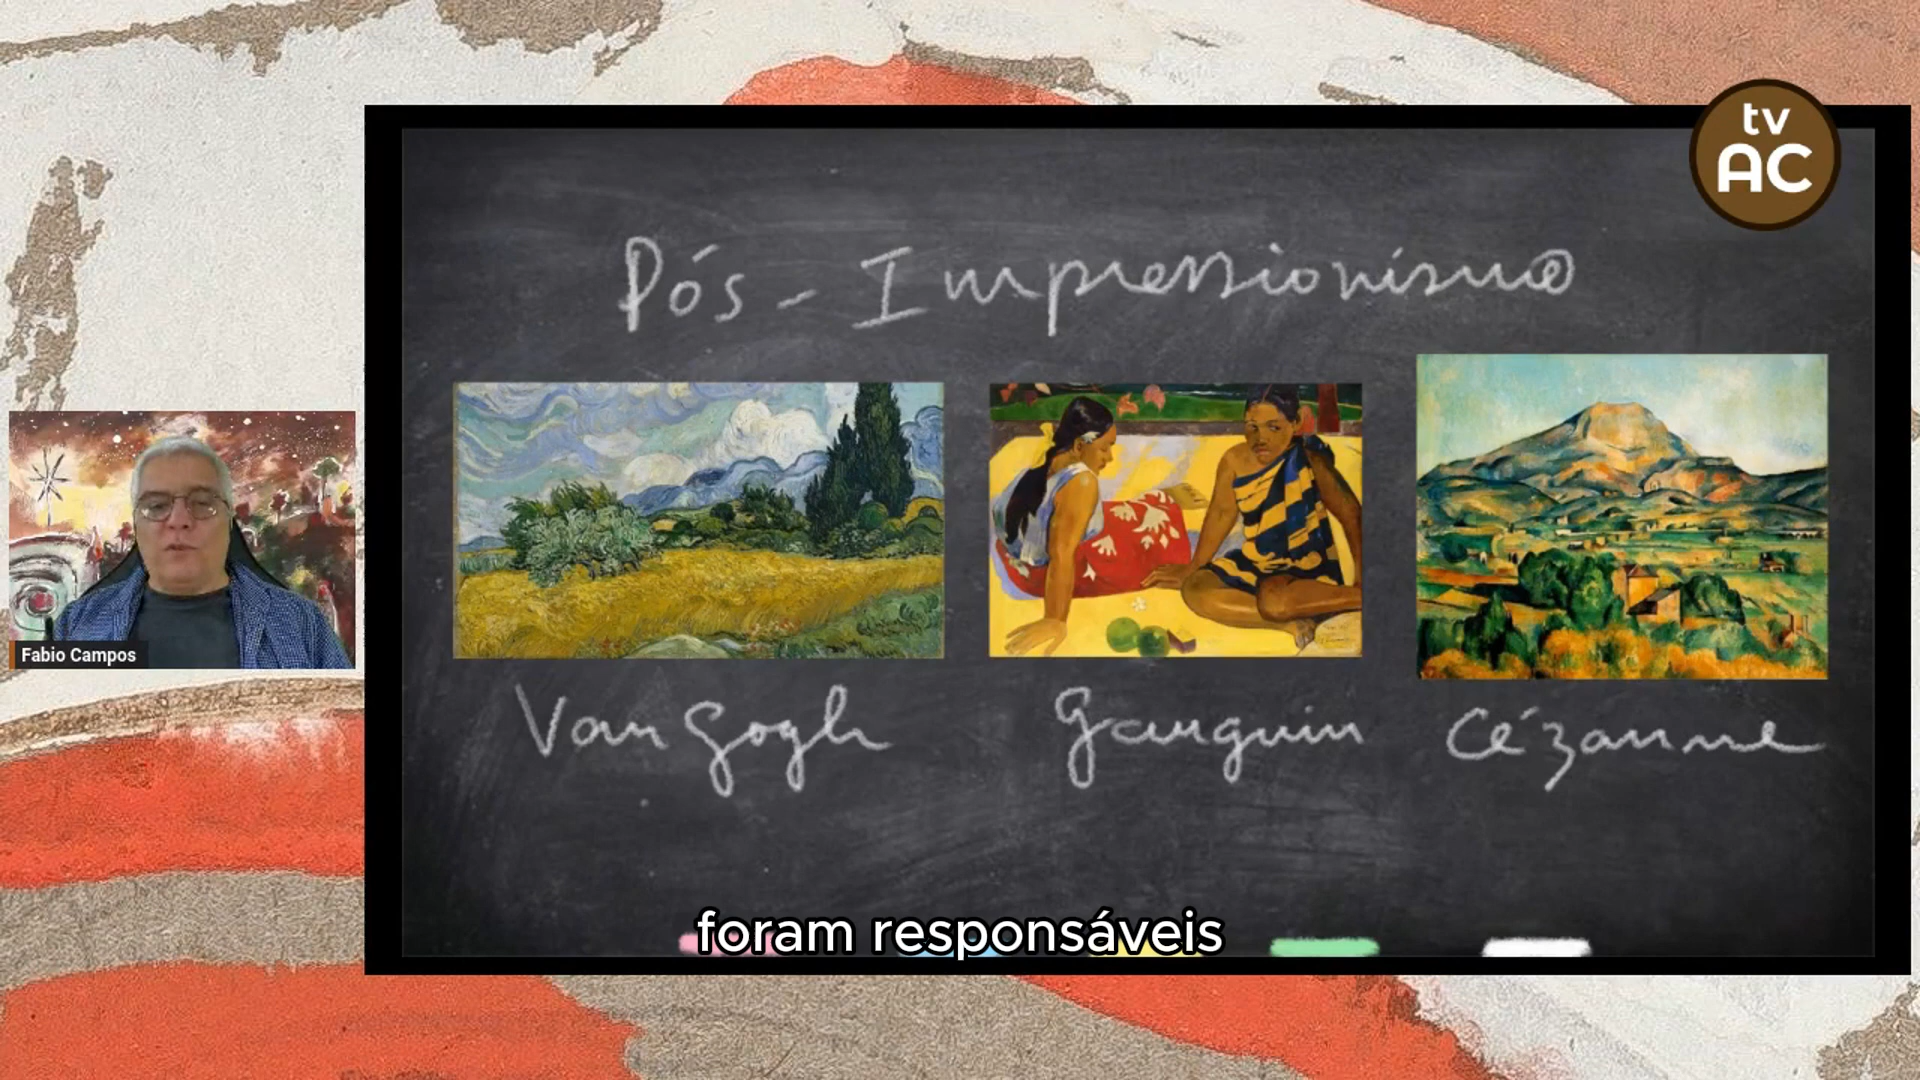 tv
AC
Pós - Impressionismo
Fabio Campos
Van Gogh
Gauguin
Cézanne
foram responsáveis